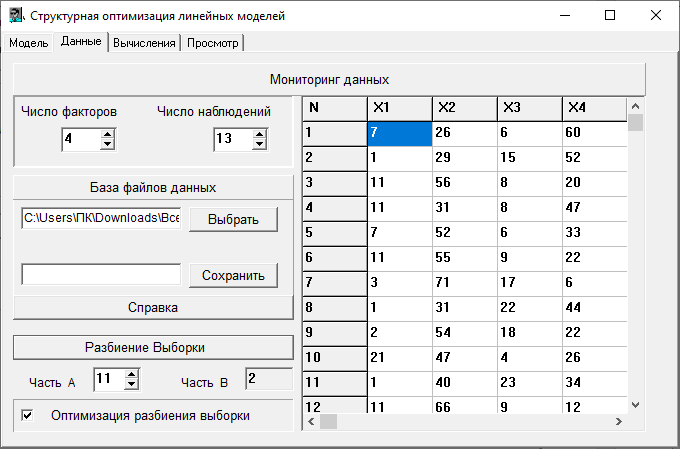 Структурная оптимизация линейных моделей
Модель Данные Вычисления Просмотр
Мониторинг данных
Число факторов Число наблюдений
4 13
База файлов данных
C:\Users\ПК\Downloads\Все Выбрать
Сохранить
Справка
Разбиение Выборки
Часть А 11 Часть В 2
Оптимизация разбиения выборки
N X1 X2 X3 X4
1 7 26 6 60
2 1 29 15 52
3 11 56 8 20
4 11 31 8 47
5 7 52 6 33
6 11 55 9 22
7 3 71 17 6
8 1 31 22 44
9 2 54 18 22
10 21 47 4 26
11 1 40 23 34
12 11 66 9 12